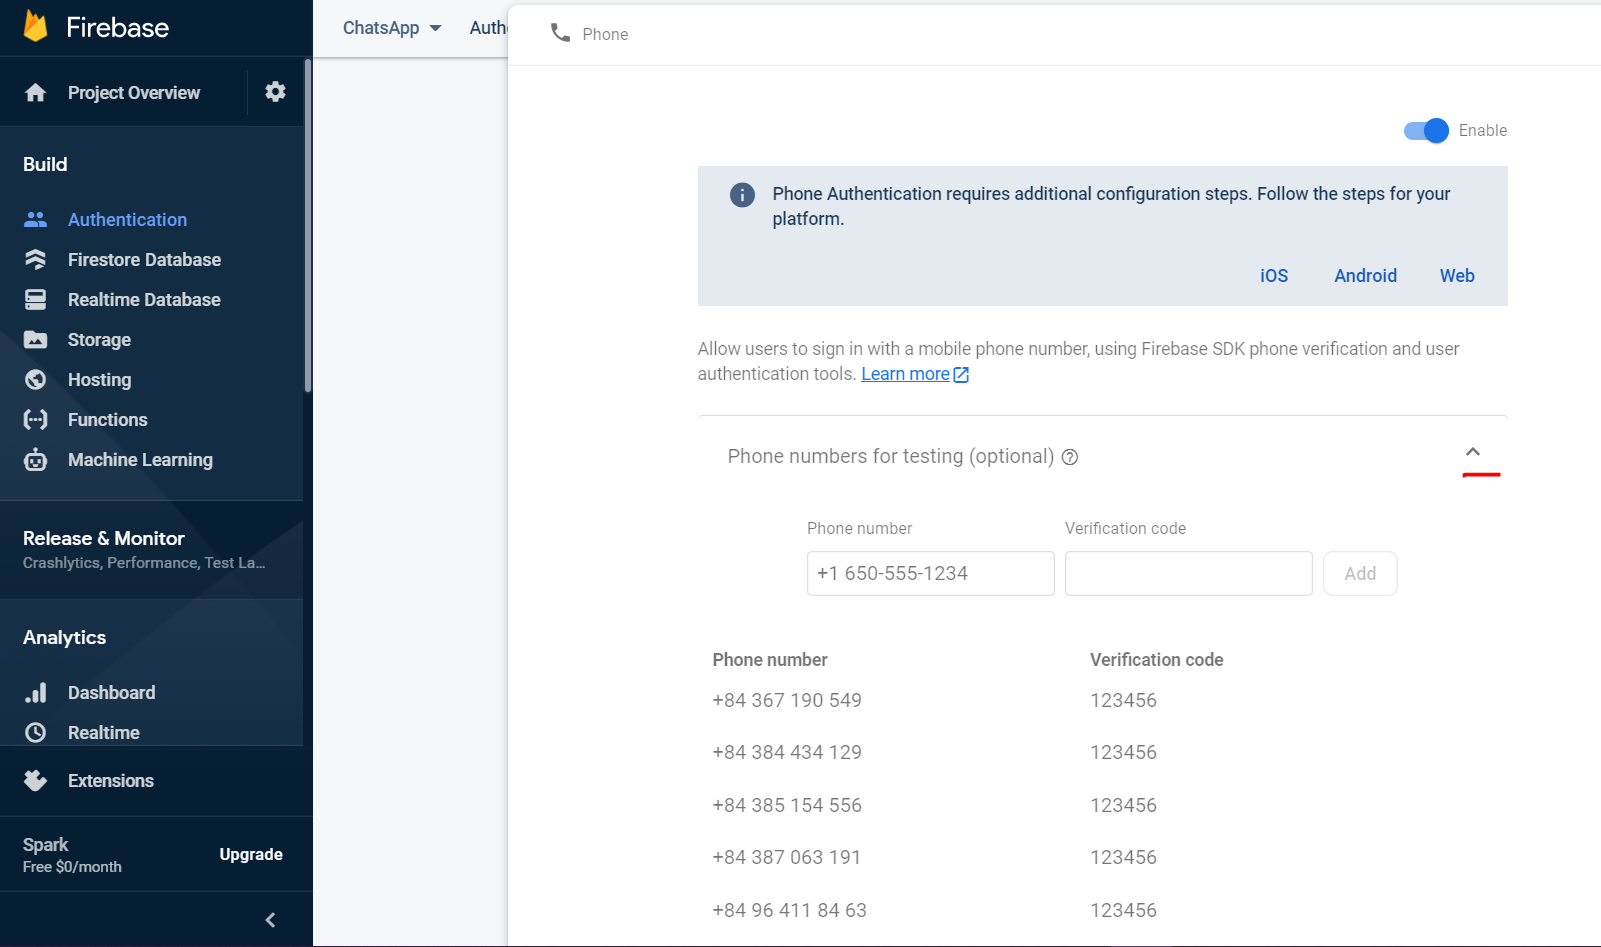 Firebase
Project Overview
Build
Authentication
Firestore Database
Realtime Database
Storage
Hosting
Functions
Machine Learning
Release & Monitor
Crashlytics, Performance, Test La...
Analytics
Dashboard
Realtime
Extensions
Spark
Free $0/month
Upgrade
ChatsApp
Authe
Phone
Enable
Phone Authentication requires additional configuration steps. Follow the steps for your
platform.
iOS Android Web
Allow users to sign in with a mobile phone number, using Firebase SDK phone verification and user
authentication tools. Learn more
Phone numbers for testing (optional)
Phone number Verification code
+1 650-555-1234 Add
Phone number Verification code
+84 367 190 549 123456
+84 384 434 129 123456
+84 385 154 556 123456
+84 387 063 191 123456
+84 96 411 84 63 123456